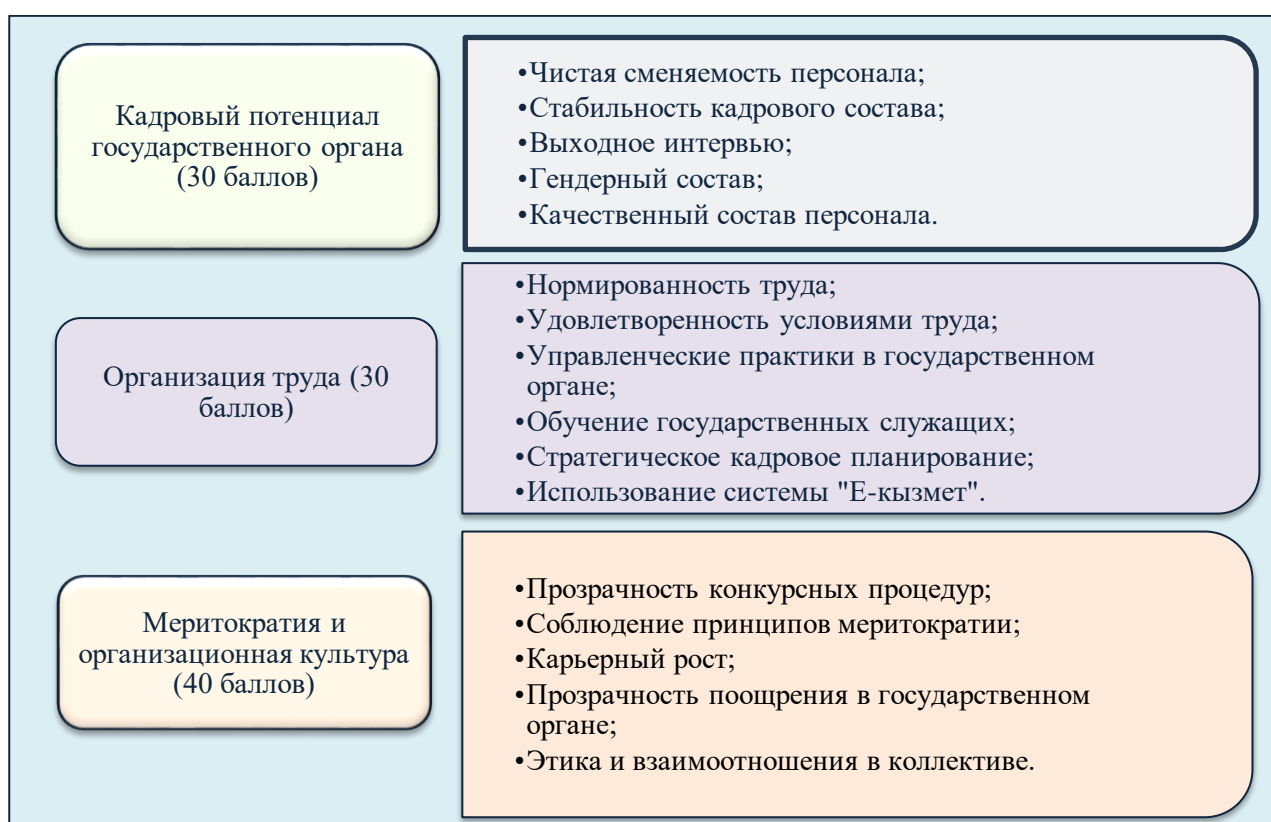 Кадровый потенциал
государственного органа
(30 баллов)
•Чистая сменяемость персонала;
•Стабильность кадрового состава;
•Выходное интервью;
•Гендерный состав;
•Качественный состав персонала.
Организация труда (30
баллов)
•Нормированность труда;
•Удовлетворенность условиями труда;
•Управленческие практики в государственном
органе;
•Обучение государственных служащих;
•Стратегическое кадровое планирование;
•Использование системы "Е-кызмет".
Меритократия и
организационная культура
(40 баллов)
•Прозрачность конкурсных процедур;
•Соблюдение принципов меритократии;
•Карьерный рост;
•Прозрачность поощрения в государственном
органе;
•Этика и взаимоотношения в коллективе.